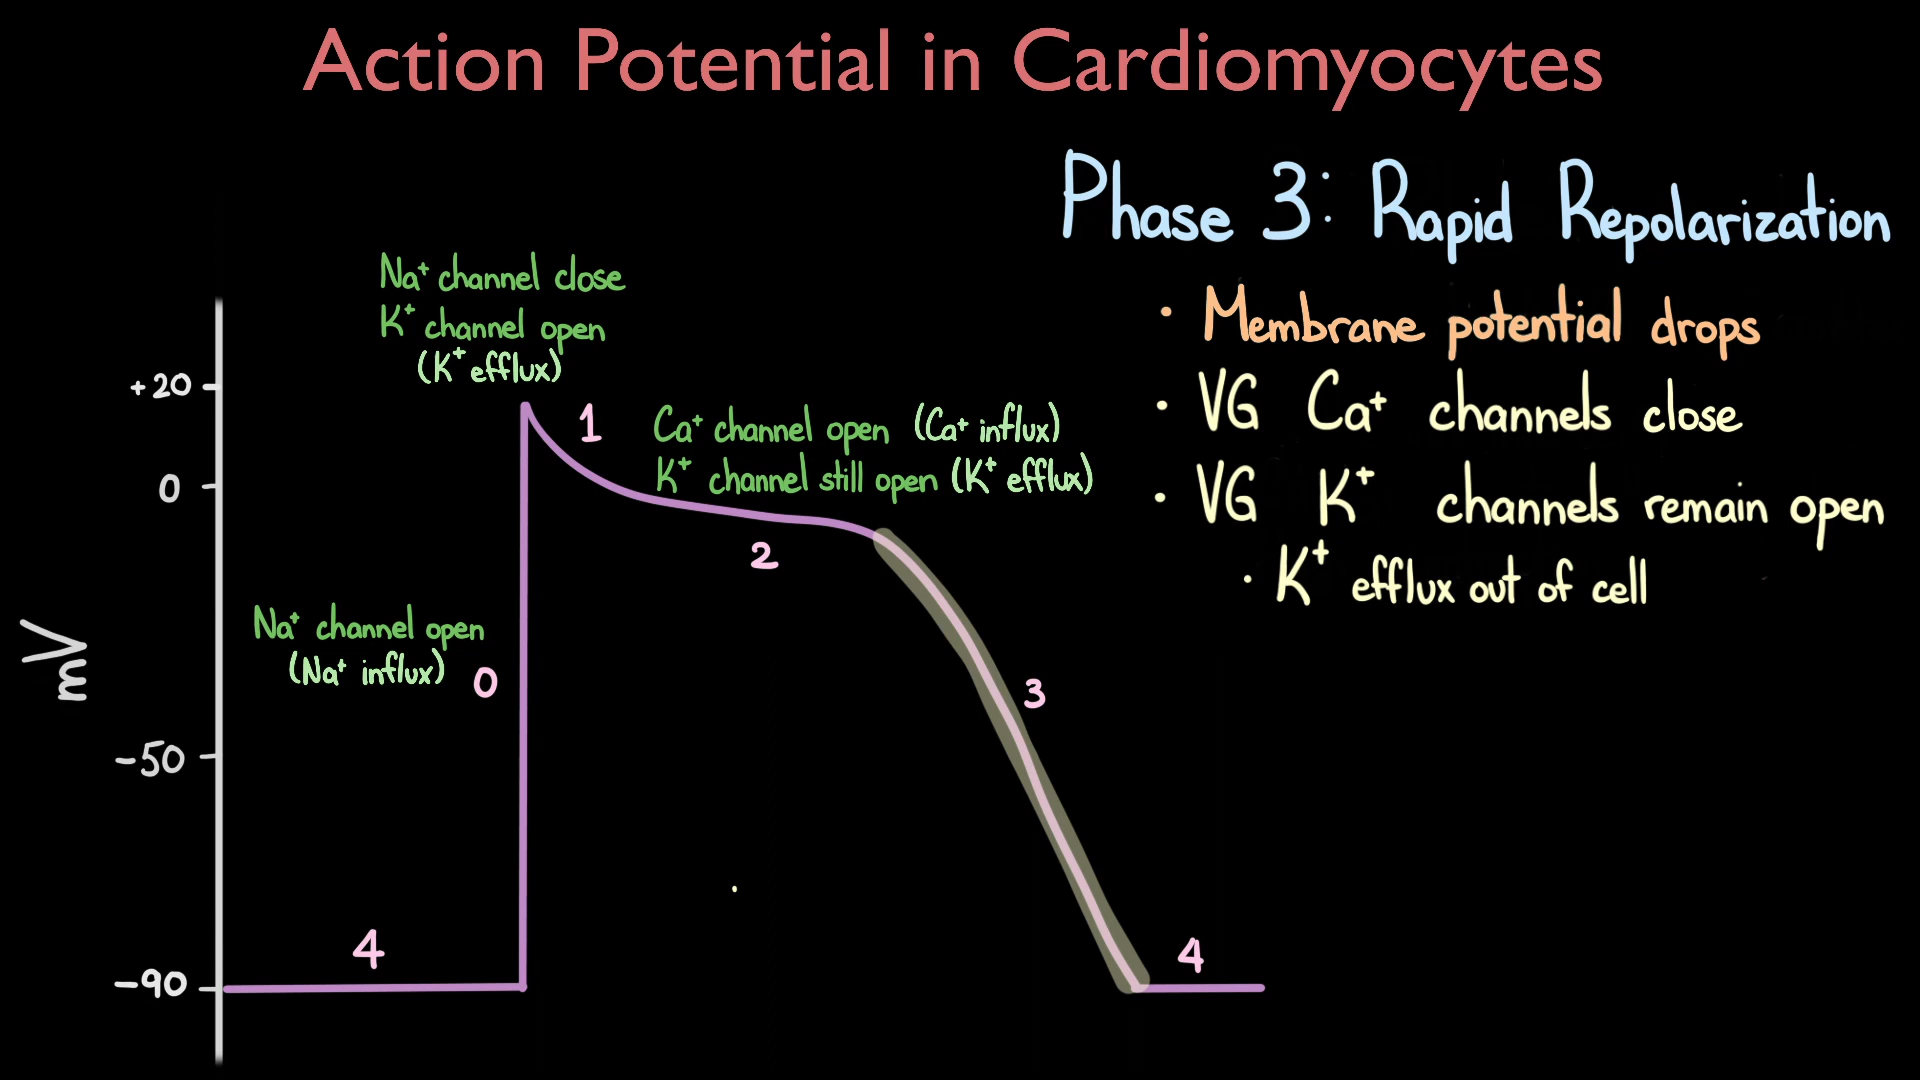 Action Potential in Cardiomyocytes
Phase 3: Rapid Repolarization
• Membrane potential drops
• VG Ca⁺ channels close
• VG K⁺ channels remain open
• K⁺ efflux out of cell
Na⁺ channel close
K⁺ channel open
(K⁺ efflux)
1
Ca⁺ channel open (Ca⁺ influx)
K⁺ channel still open (K⁺ efflux)
2
Na⁺ channel open
(Na⁺ influx)
0
3
4
4
mV
+20
0
-50
-90